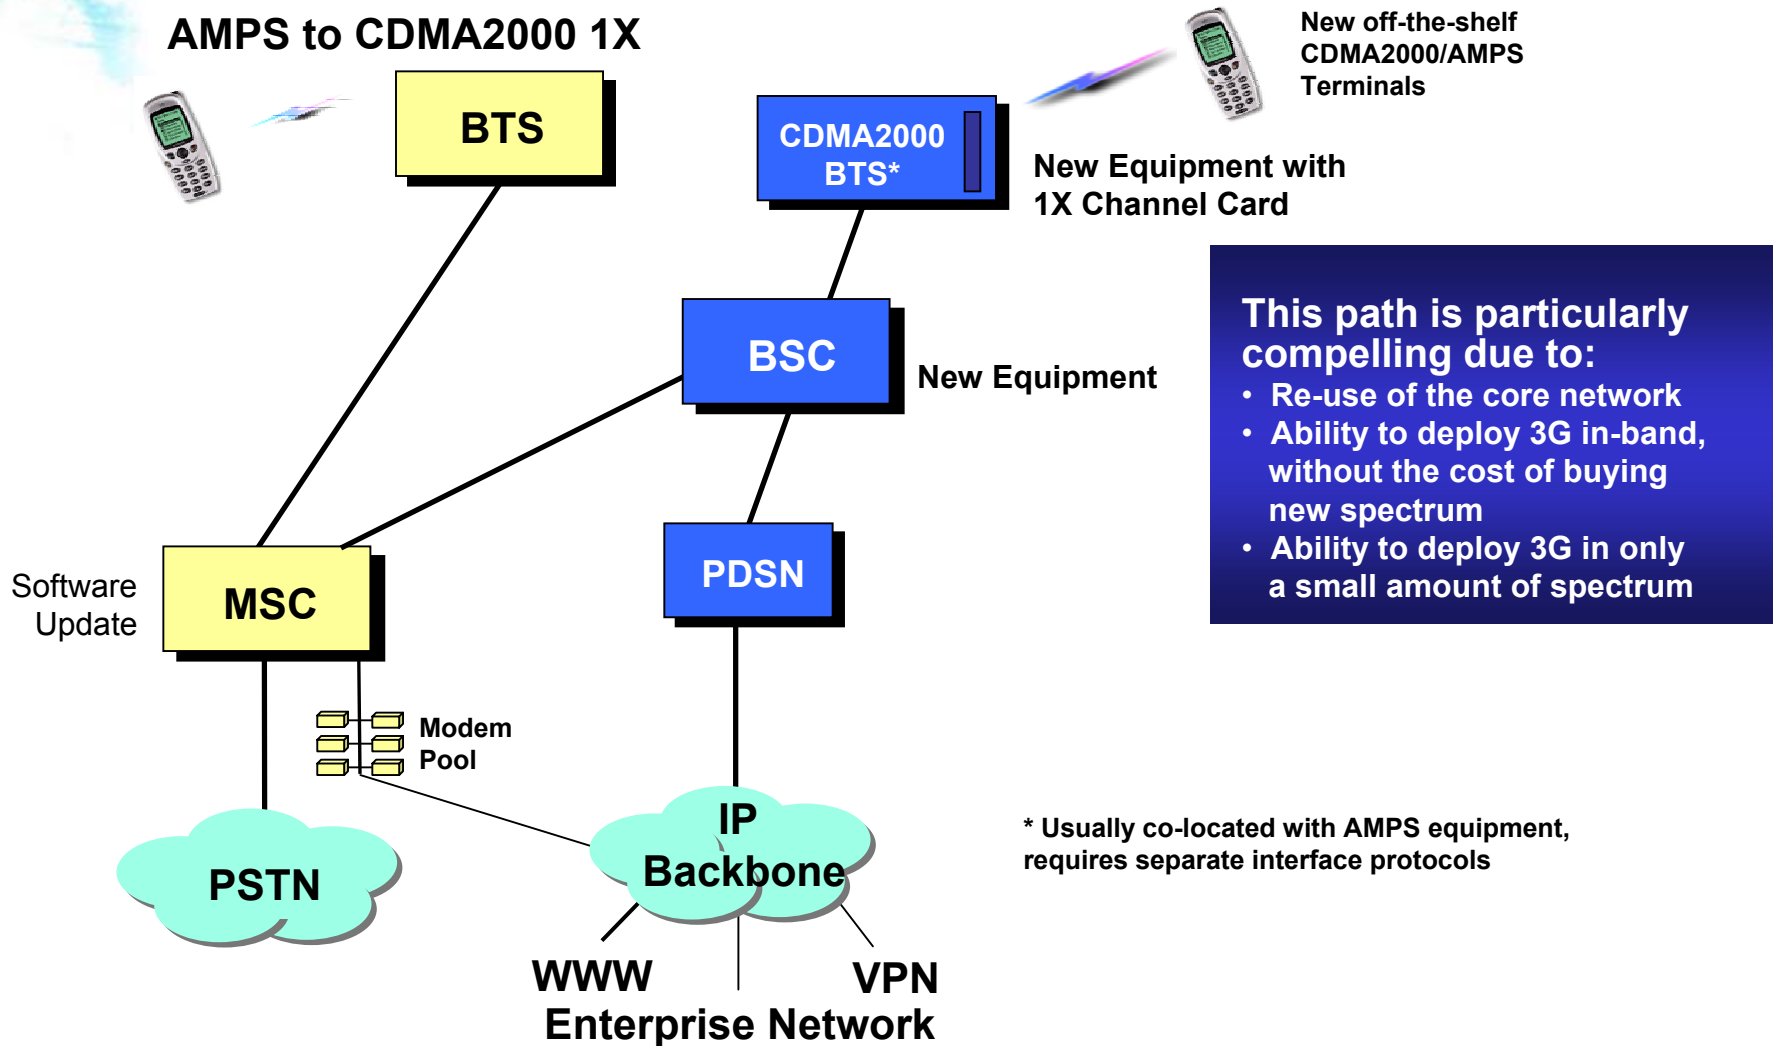 AMPS to CDMA2000 1X
New off-the-shelf
CDMA2000/AMPS
Terminals
BTS
CDMA2000
BTS*
New Equipment with
1X Channel Card
BSC
New Equipment
This path is particularly
compelling due to:
• Re-use of the core network
• Ability to deploy 3G in-band,
without the cost of buying
new spectrum
• Ability to deploy 3G in only
a small amount of spectrum
Software
Update
MSC
PDSN
Modem
Pool
PSTN
IP
Backbone
* Usually co-located with AMPS equipment,
requires separate interface protocols
WWW
VPN
Enterprise Network